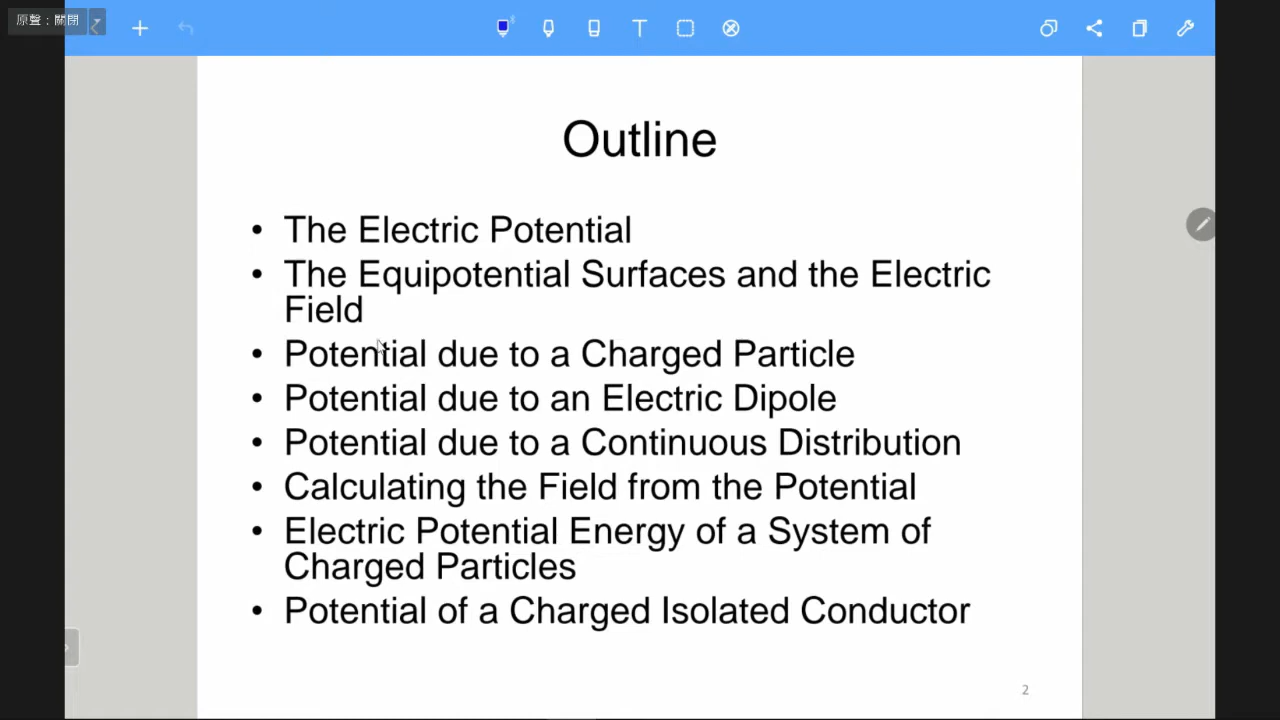 原聲：關閉
Outline
• The Electric Potential
• The Equipotential Surfaces and the Electric
Field
• Potential due to a Charged Particle
• Potential due to an Electric Dipole
• Potential due to a Continuous Distribution
• Calculating the Field from the Potential
• Electric Potential Energy of a System of
Charged Particles
• Potential of a Charged Isolated Conductor
2